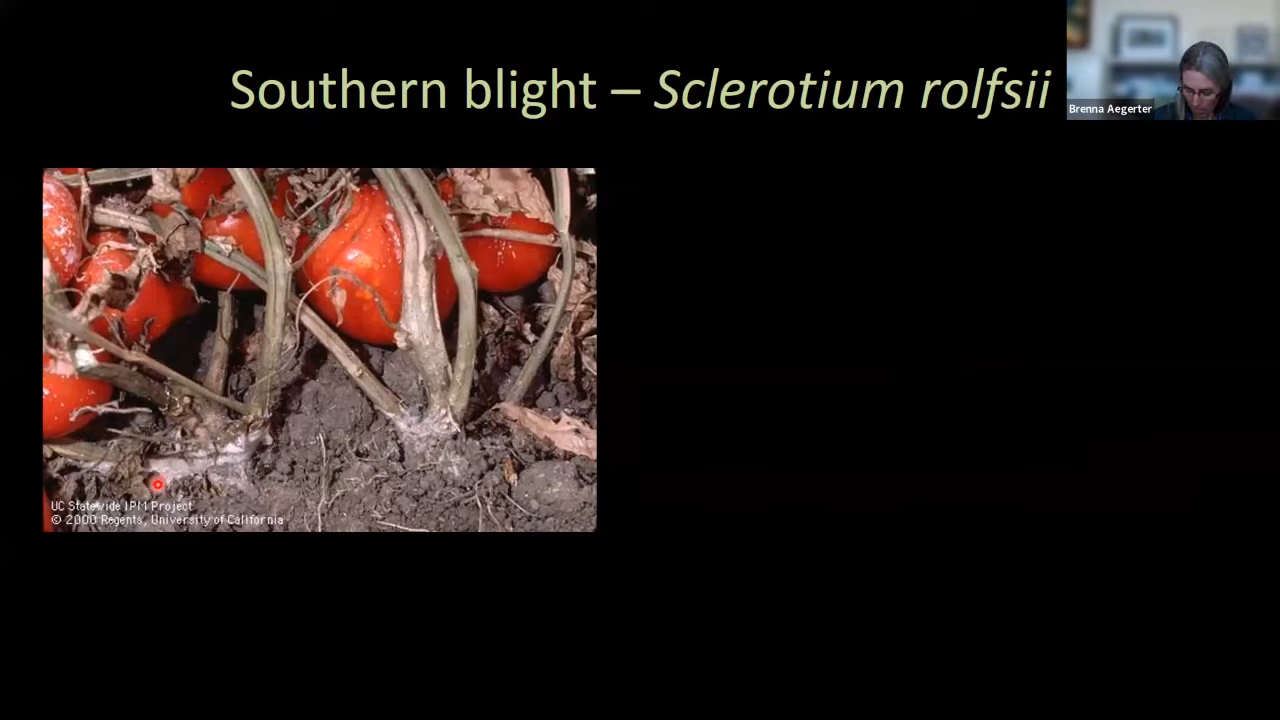 Southern blight – Sclerotium rolfsii
Brenna Aegerter
UC Statewide IPM Project
© 2000 Regents, University of California